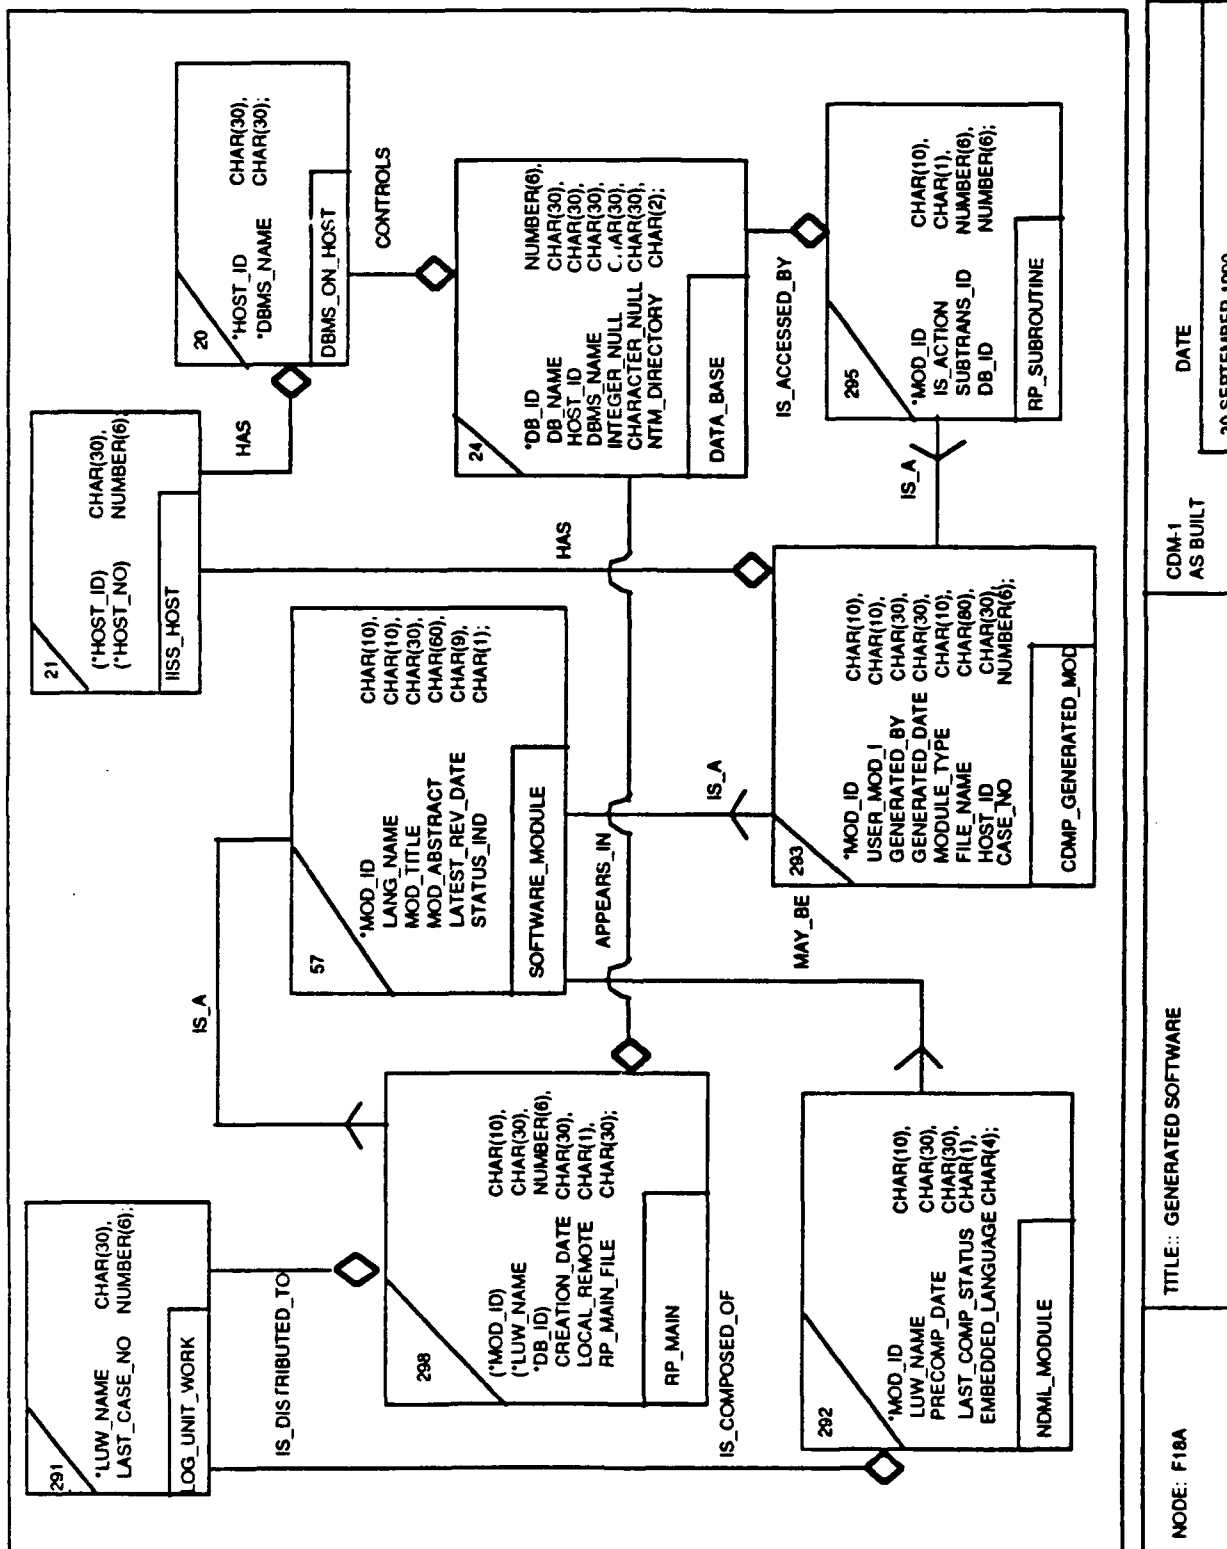 291
*LUW_NAME CHAR(30),
LAST_CASE_NO NUMBER(6);
LOG_UNIT_WORK
IS_DISTRIBUTED_TO
IS_A
298
(*MOD_ID) CHAR(10),
(*LUW_NAME CHAR(30),
*DB_ID) NUMBER(6),
CREATION_DATE CHAR(30),
LOCAL_REMOTE CHAR(1),
RP_MAIN_FILE CHAR(30);
RP_MAIN
IS_COMPOSED_OF
292
*MOD_ID CHAR(10),
LUW_NAME CHAR(30),
PRECOMP_DATE CHAR(30),
LAST_COMP_STATUS CHAR(1),
EMBEDDED_LANGUAGE CHAR(4);
NDML_MODULE
57
*MOD_ID CHAR(10),
LANG_NAME CHAR(10),
MOD_TITLE CHAR(30),
MOD_ABSTRACT CHAR(60),
LATEST_REV_DATE CHAR(9),
STATUS_IND CHAR(1);
SOFTWARE_MODULE
APPEARS_IN
IS_A
MAY_BE
293
*MOD_ID CHAR(10),
USER_MOD_I CHAR(10),
GENERATED_BY CHAR(30),
GENERATED_DATE CHAR(30),
MODULE_TYPE CHAR(10),
FILE_NAME CHAR(80),
HOST_ID CHAR(30),
CASE_NO NUMBER(6);
CDMP_GENERATED_MOD
21
(*HOST_ID) CHAR(30),
(*HOST_NO) NUMBER(6)
IISS_HOST
HAS
HAS
20
*HOST_ID CHAR(30),
*DBMS_NAME CHAR(30);
DBMS_ON_HOST
CONTROLS
24
*DB_ID NUMBER(6),
DB_NAME CHAR(30),
HOST_ID CHAR(30),
DBMS_NAME CHAR(30),
INTEGER_NULL
CHARACTER_NULL CHAR(30),
NTM_DIRECTORY CHAR(2);
DATA_BASE
IS_ACCESSED_BY
295
*MOD_ID CHAR(10),
IS_ACTION CHAR(1),
SUBTRANS_ID NUMBER(6),
DB_ID NUMBER(6);
RP_SUBROUTINE
IS_A
NODE: F18A
TITLE:: GENERATED SOFTWARE
CDM-1
AS BUILT
DATE
SEPTEMBER